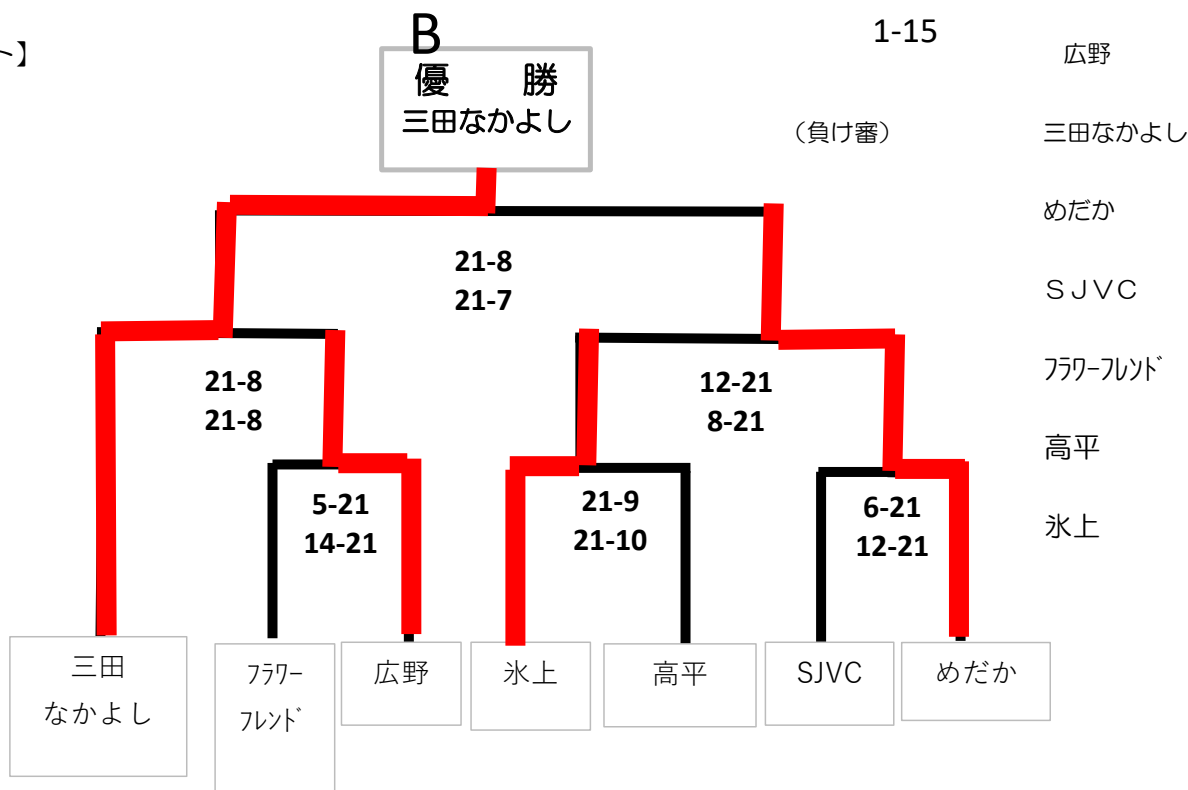 ト】
B
優　　勝
三田なかよし
1-15
広野
（負け審）
三田なかよし
めだか
21-8
21-7
ＳＪＶＣ
ﾌﾗﾜｰﾌﾚﾝﾄﾞ
21-8
21-8
12-21
8-21
高平
5-21
14-21
21-9
21-10
6-21
12-21
氷上
三田
なかよし
ﾌﾗﾜｰ
ﾌﾚﾝﾄﾞ
広野
氷上
高平
SJVC
めだか